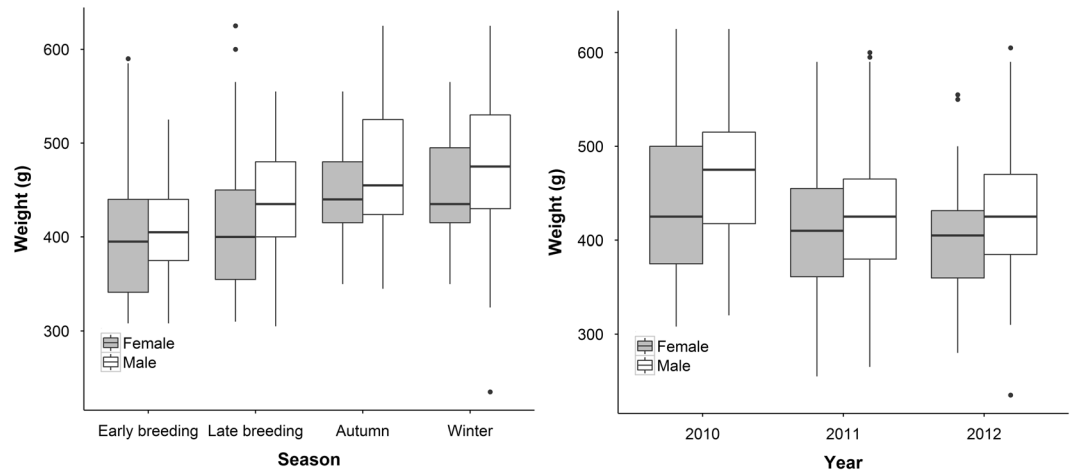 Weight (g)
600
500
400
300
Female
Male
Early breeding Late breeding Autumn Winter
Season
Weight (g)
600
500
400
300
Female
Male
2010 2011 2012
Year